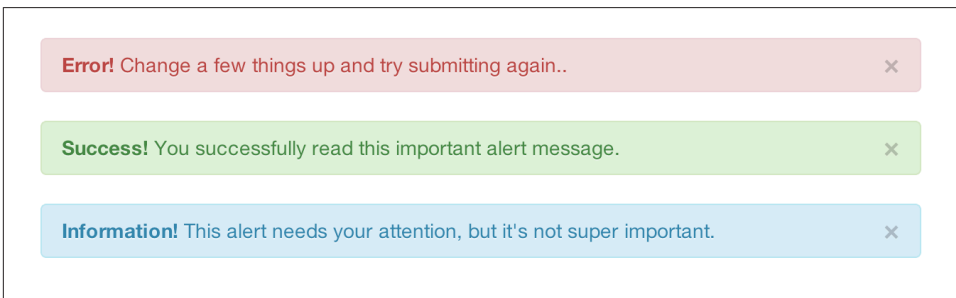 Error! Change a few things up and try submitting again.. ×
Success! You successfully read this important alert message. ×
Information! This alert needs your attention, but it's not super important. ×